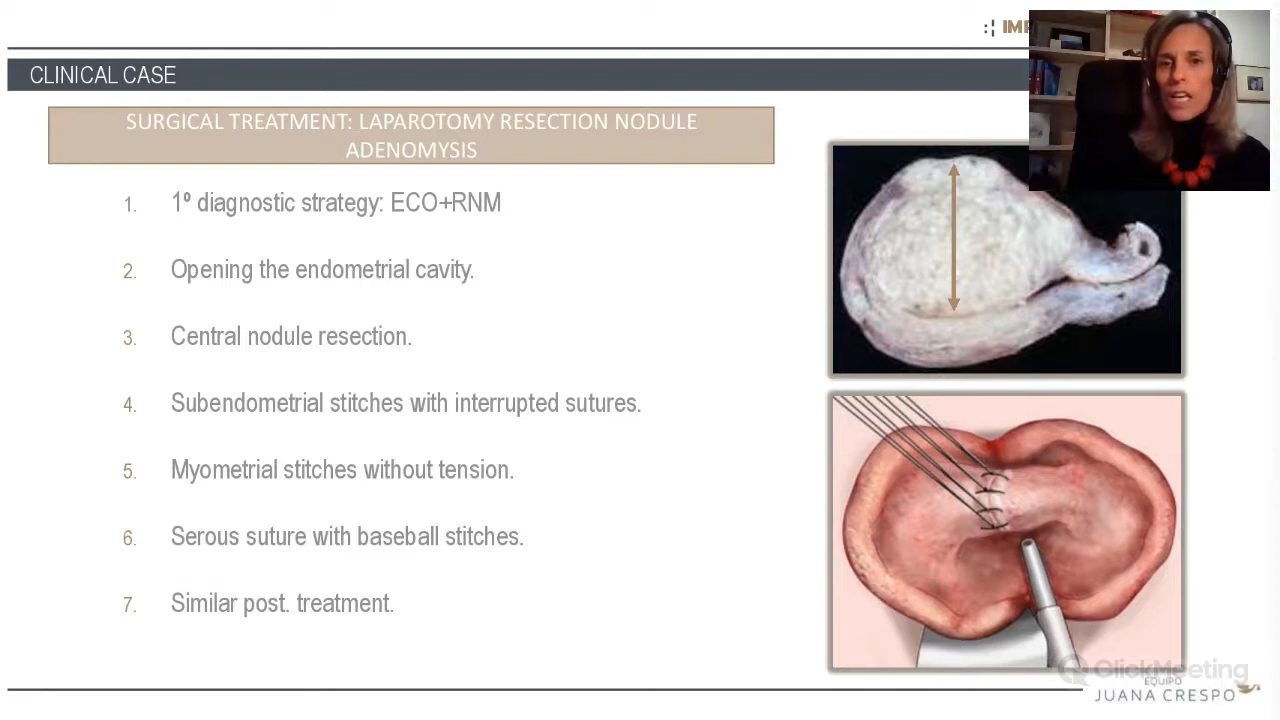 CLINICAL CASE
SURGICAL TREATMENT: LAPAROTOMY RESECTION NODULE
ADENOMYSIS
1. 1º diagnostic strategy: ECO+RNM
2. Opening the endometrial cavity.
3. Central nodule resection.
4. Subendometrial stitches with interrupted sutures.
5. Myometrial stitches without tension.
6. Serous suture with baseball stitches.
7. Similar post. treatment.
ClickMeeting
EQUIPO
JUANA CRESPO